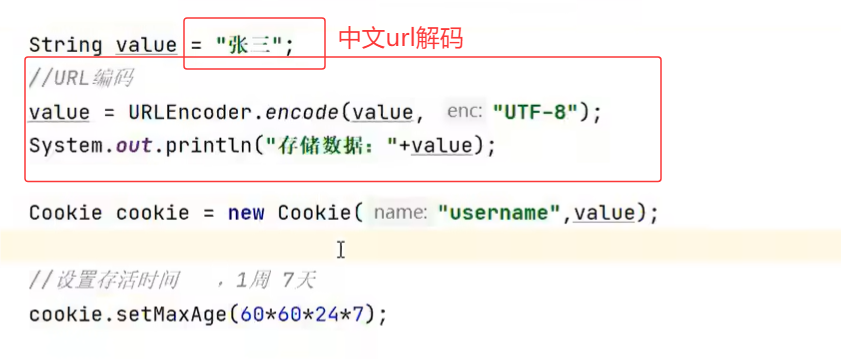 String value = "张三"; 中文url解码
//URL编码
value = URLEncoder.encode(value, enc: "UTF-8");
System.out.println("存储数据："+value);
Cookie cookie = new Cookie( name: "username",value);
//设置存活时间 ，1周 7天
cookie.setMaxAge(60*60*24*7);